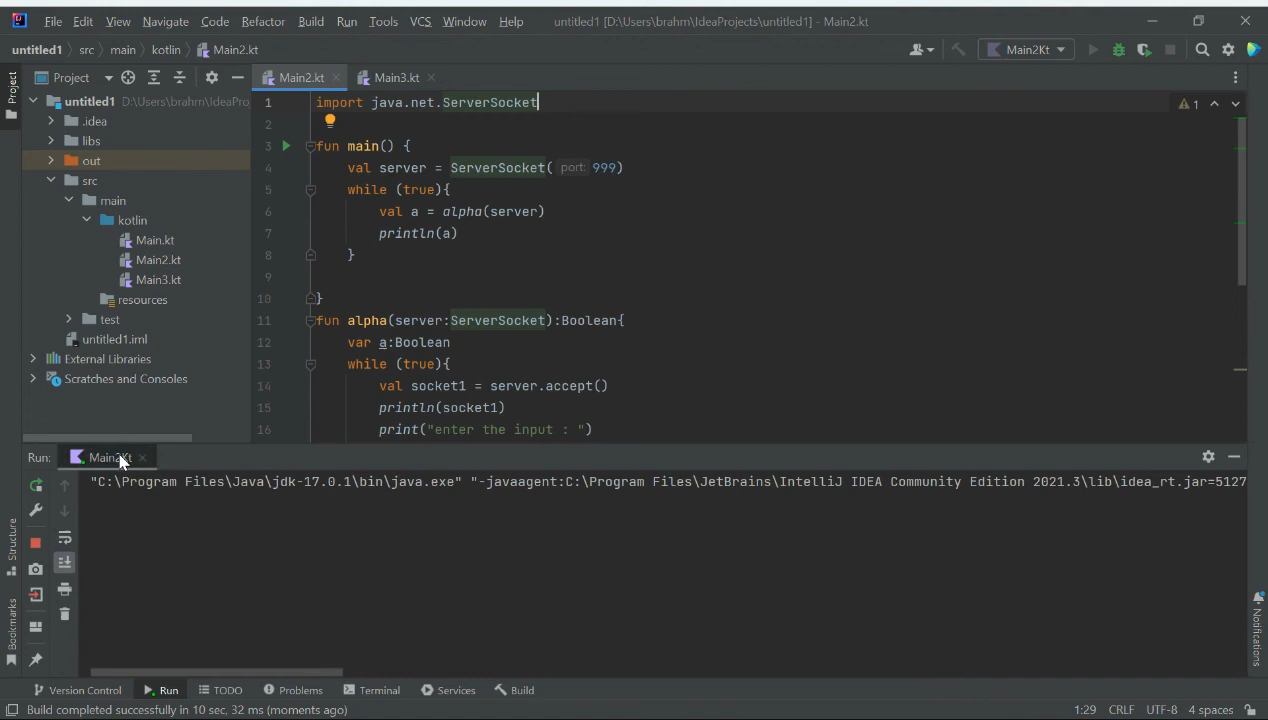 File Edit View Navigate Code Refactor Build Run Tools VCS Window Help untitled1 [D:\Users\brahm\IdeaProjects\untitled1] - Main2.kt
untitled1 src main kotlin Main2.kt Main2Kt
Project Main2.kt Main3.kt
Project
untitled1 D:\Users\brahm\IdeaPro
.idea
libs
out
src
main
kotlin
Main.kt
Main2.kt
Main3.kt
resources
test
untitled1.iml
External Libraries
Scratches and Consoles
1 import java.net.ServerSocket
2
3 fun main() {
4 val server = ServerSocket( port: 999)
5 while (true){
6 val a = alpha(server)
7 println(a)
8 }
9
10 }
11 fun alpha(server:ServerSocket):Boolean{
12 var a:Boolean
13 while (true){
14 val socket1 = server.accept()
15 println(socket1)
16 print("enter the input : ")
1
Run: Main2Kt
"C:\Program Files\Java\jdk-17.0.1\bin\java.exe" "-javaagent:C:\Program Files\JetBrains\IntelliJ IDEA Community Edition 2021.3\lib\idea_rt.jar=5127
Structure
Bookmarks
Notifications
Version Control Run TODO Problems Terminal Services Build
Build completed successfully in 10 sec, 32 ms (moments ago) 1:29 CRLF UTF-8 4 spaces